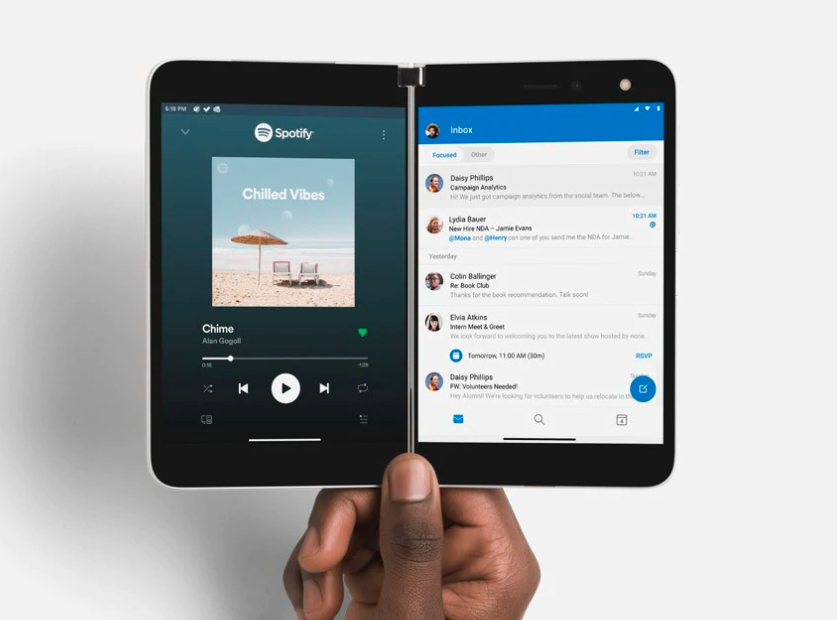 6:18 PM
Spotify
Chilled Vibes
Chime
Alan Gogoll
0:16
-1:25
Inbox
Focused
Other
Filter
Daisy Phillips
10:21 AM
Campaign Analytics
Hi! We just got campaign analytics from the social team. The below...
Lydia Bauer
10:21 AM
New Hire NDA – Jamie Evans
@Mona and @Henry can one of you send me the NDA for Jamie...
Yesterday
Colin Ballinger
Sunday
Re: Book Club
Thanks for the book recommendation. Talk soon!
Elvia Atkins
Sunday
Intern Meet & Greet
We look forward to welcoming you to the latest show hosted by none...
Tomorrow, 11:00 AM (30m)
RSVP
Daisy Phillips
FW: Volunteers Needed!
Hey Alumni! We're looking for volunteers to help us relocate in